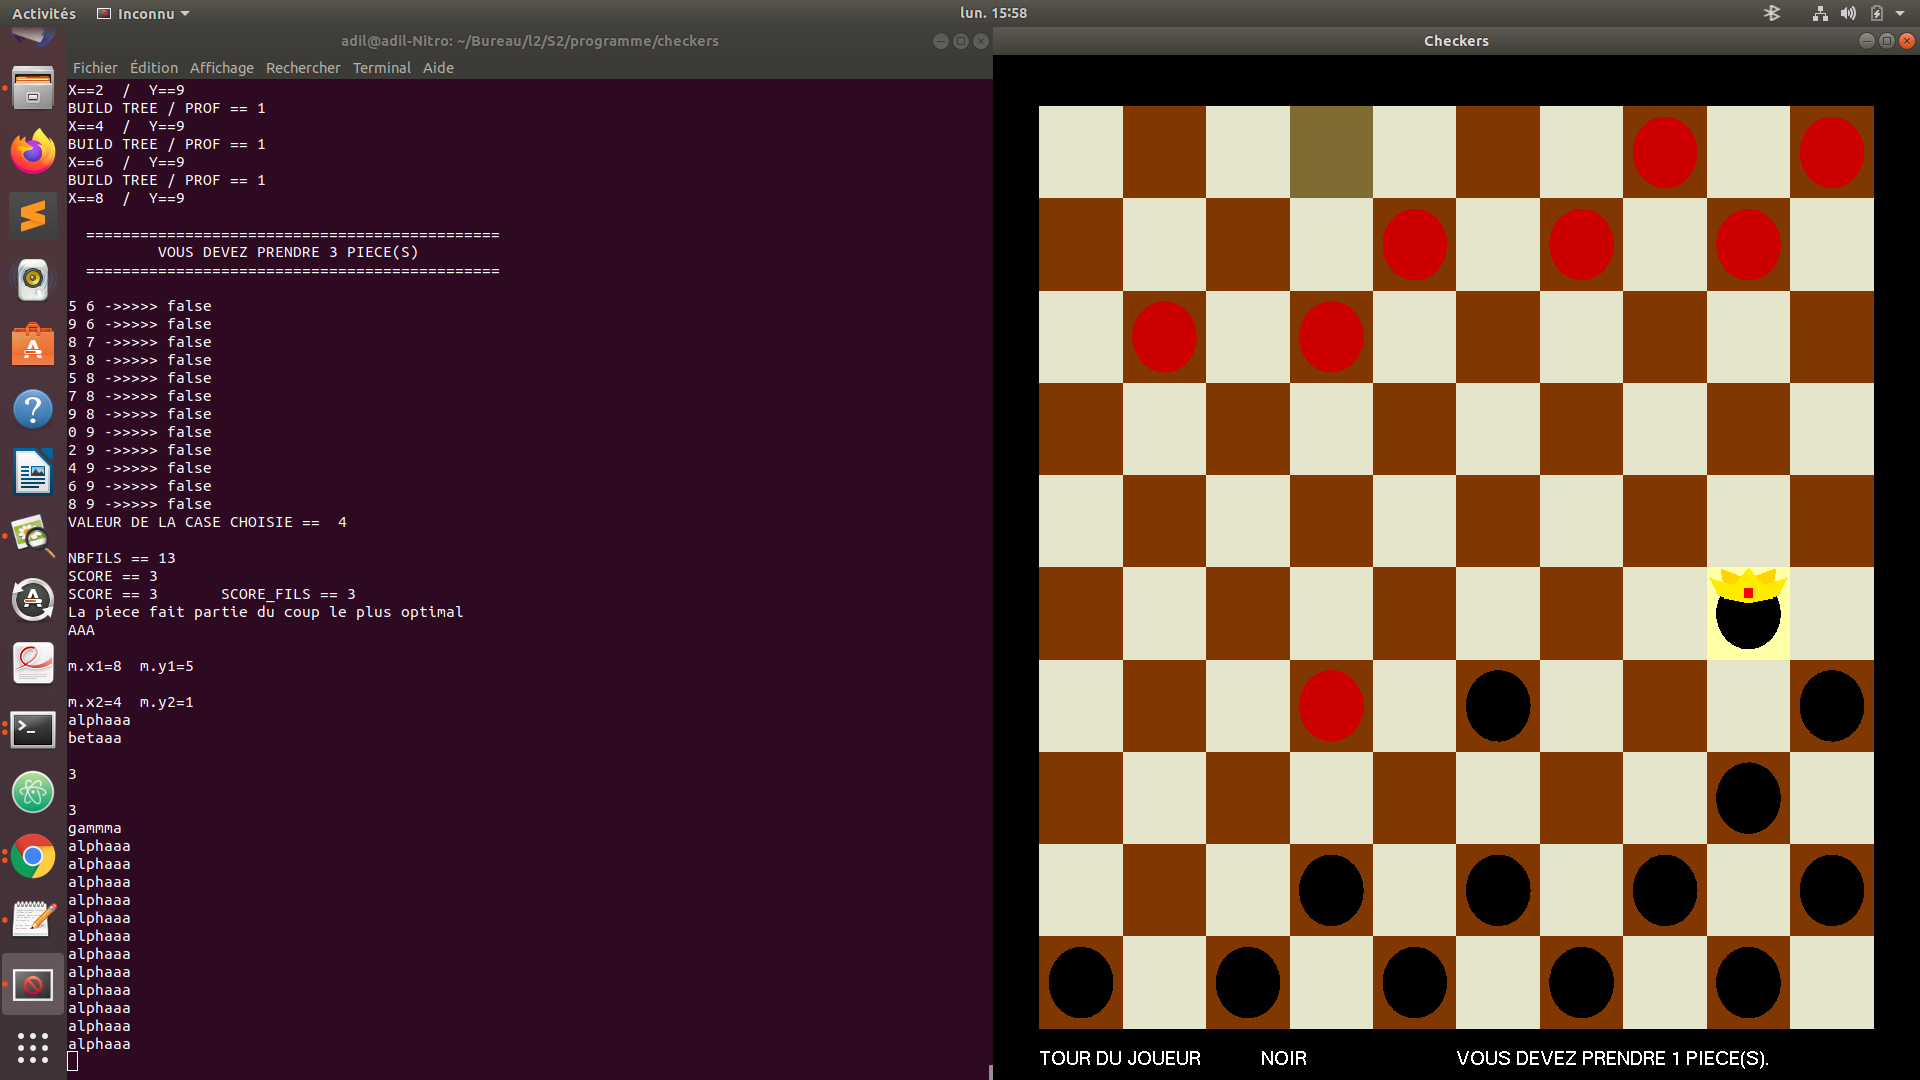 Activités
Inconnu
lun. 15:58
adil@adil-Nitro: ~/Bureau/l2/S2/programme/checkers
Fichier Édition Affichage Rechercher Terminal Aide
X==2 / Y==9
BUILD TREE / PROF == 1
X==4 / Y==9
BUILD TREE / PROF == 1
X==6 / Y==9
BUILD TREE / PROF == 1
X==8 / Y==9
==============================================
VOUS DEVEZ PRENDRE 3 PIECE(S)
==============================================
5 6 ->>>>> false
9 6 ->>>>> false
8 7 ->>>>> false
3 8 ->>>>> false
5 8 ->>>>> false
7 8 ->>>>> false
9 8 ->>>>> false
0 9 ->>>>> false
2 9 ->>>>> false
4 9 ->>>>> false
6 9 ->>>>> false
8 9 ->>>>> false
VALEUR DE LA CASE CHOISIE == 4
NBFILS == 13
SCORE == 3
SCORE == 3 SCORE_FILS == 3
La piece fait partie du coup le plus optimal
AAA
m.x1=8 m.y1=5
m.x2=4 m.y2=1
alphaaa
betaaa
3
3
gammma
alphaaa
alphaaa
alphaaa
alphaaa
alphaaa
alphaaa
alphaaa
alphaaa
alphaaa
alphaaa
alphaaa
alphaaa
Checkers
TOUR DU JOUEUR NOIR VOUS DEVEZ PRENDRE 1 PIECE(S).